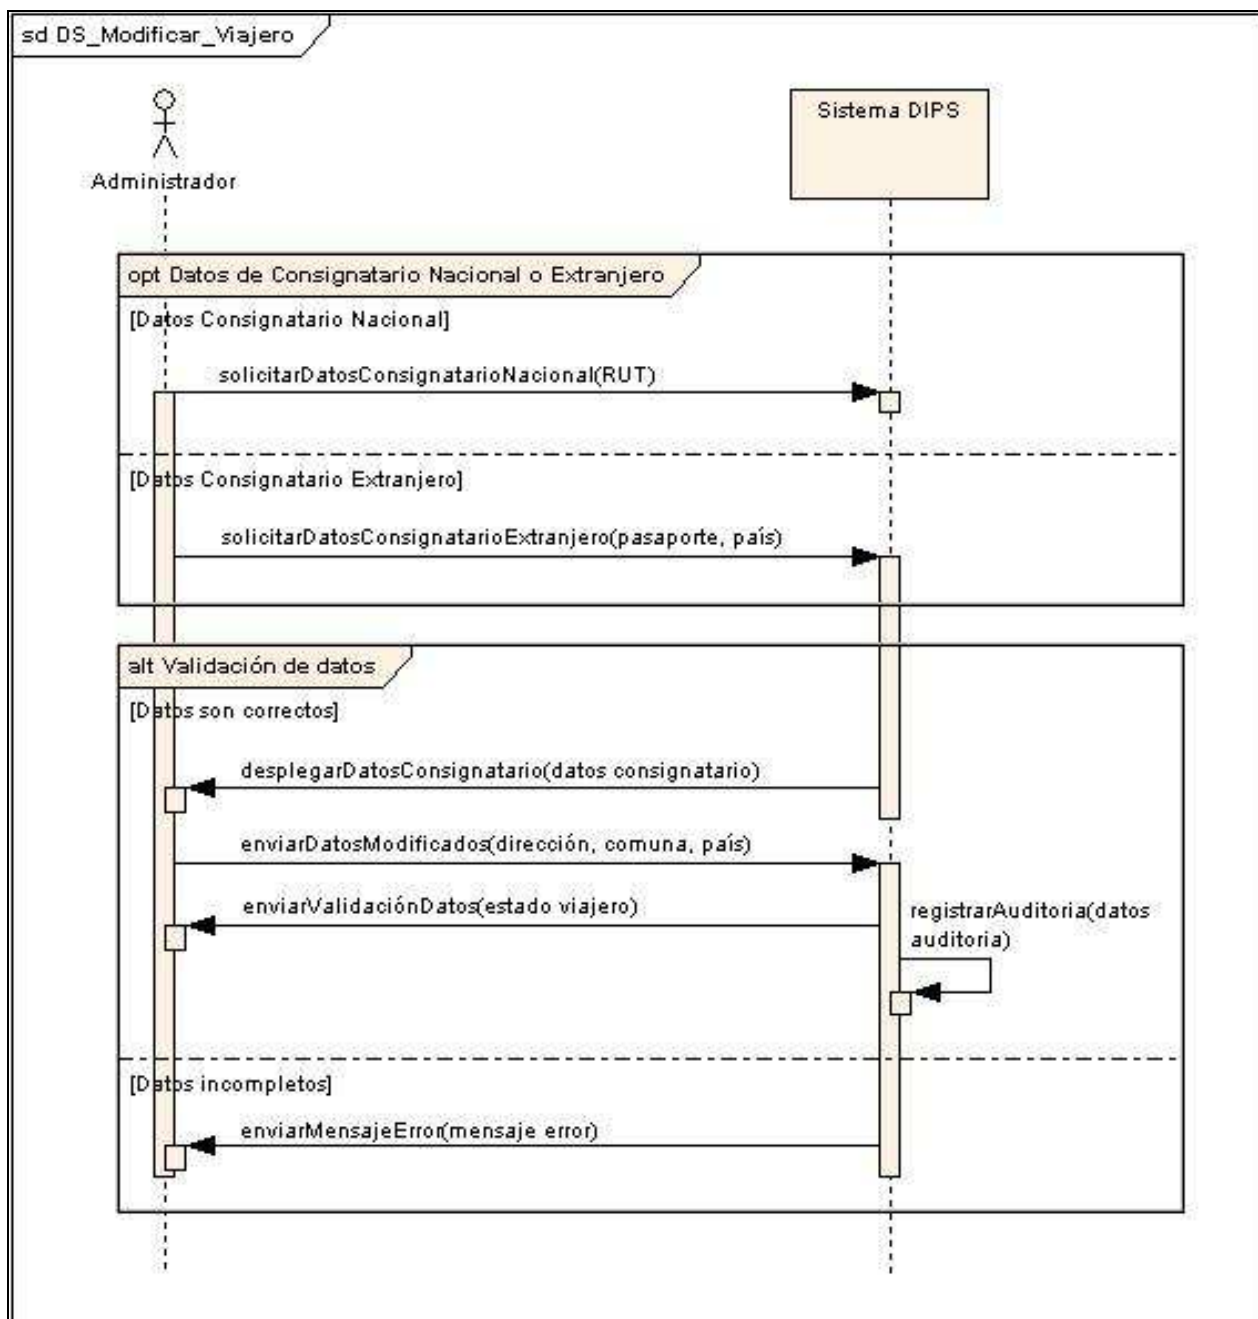 sd DS_Modificar_Viajero
Administrador
Sistema DIPS
opt Datos de Consignatario Nacional o Extranjero
[Datos Consignatario Nacional]
solicitarDatosConsignatarioNacional(RUT)
[Datos Consignatario Extranjero]
solicitarDatosConsignatarioExtranjero(pasaporte, país)
alt Validación de datos
[Datos son correctos]
desplegarDatosConsignatario(datos consignatario)
enviarDatosModificados(dirección, comuna, país)
enviarValidaciónDatos(estado viajero)
registrarAuditoria(datos
auditoria)
[Datos incompletos]
enviarMensajeError(mensaje error)